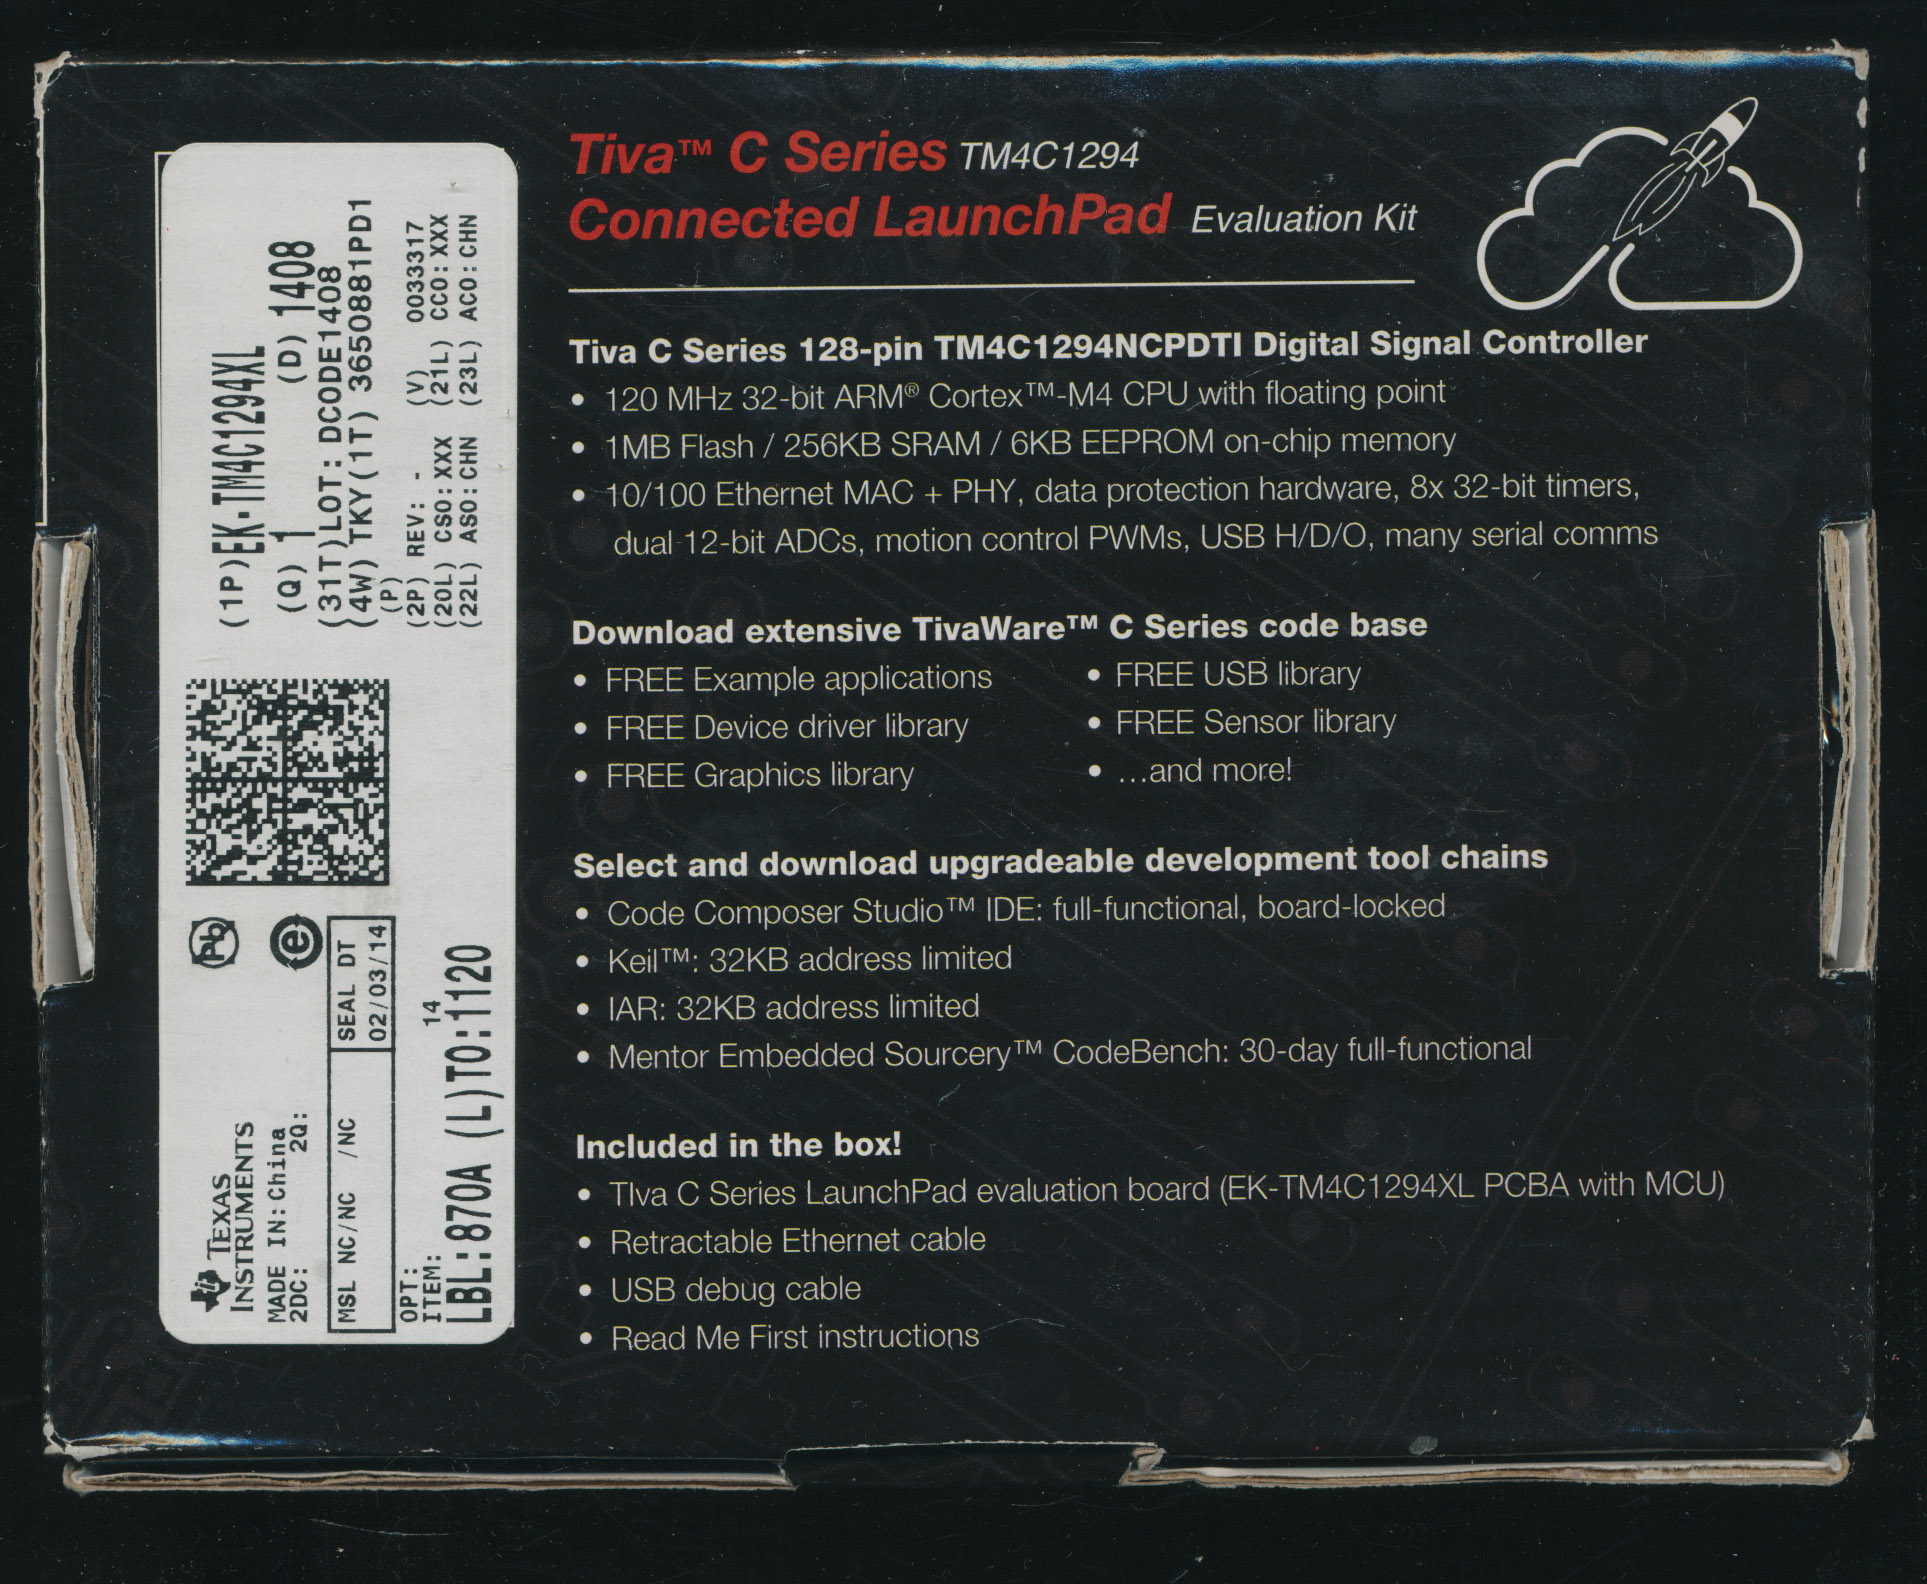 Tiva™ C Series TM4C1294
Connected LaunchPad Evaluation Kit
Tiva C Series 128-pin TM4C1294NCPDTI Digital Signal Controller
• 120 MHz 32-bit ARM® Cortex™-M4 CPU with floating point
• 1MB Flash / 256KB SRAM / 6KB EEPROM on-chip memory
• 10/100 Ethernet MAC + PHY, data protection hardware, 8x 32-bit timers,
dual 12-bit ADCs, motion control PWMs, USB H/D/O, many serial comms
Download extensive TivaWare™ C Series code base
• FREE Example applications
• FREE Device driver library
• FREE Graphics library
• FREE USB library
• FREE Sensor library
• ...and more!
Select and download upgradeable development tool chains
• Code Composer Studio™ IDE: full-functional, board-locked
• Keil™: 32KB address limited
• IAR: 32KB address limited
• Mentor Embedded Sourcery™ CodeBench: 30-day full-functional
Included in the box!
• TIva C Series LaunchPad evaluation board (EK-TM4C1294XL PCBA with MCU)
• Retractable Ethernet cable
• USB debug cable
• Read Me First instructions
TEXAS
INSTRUMENTS
MADE IN:China
2DC: 2Q:
MSL NC/NC /NC
SEAL DT
02/03/14
OPT:
ITEM: 14
LBL:870A (L)TO:1120
Pb
e
(1P)EK-TM4C1294XL
(Q) 1 (D) 1408
(31T)LOT: DCODE1408
(4W) TKY(1T) 3650881PD1
(P)
(2P) REV: - (V) 0033317
(20L) CSO:XXX (21L) CCO:XXX
(22L) ASO:CHN (23L) ACO:CHN